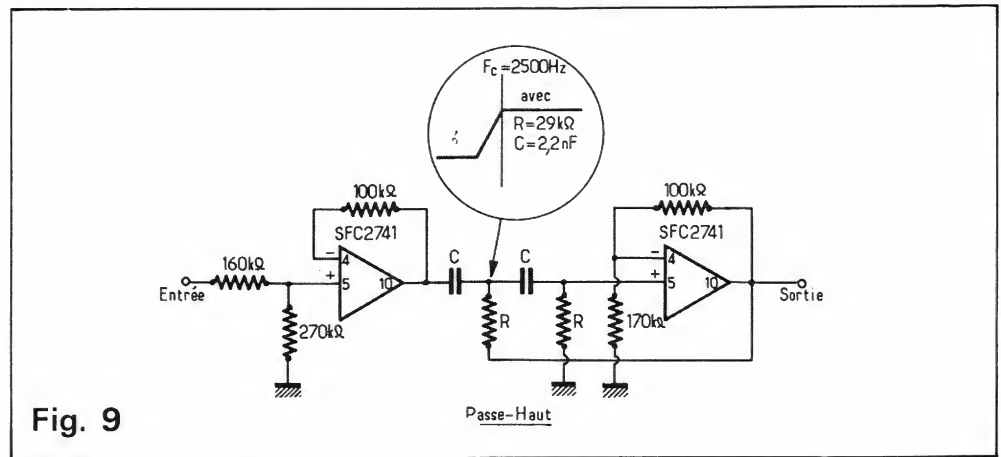 Fc=2500Hz
avec
R=29kΩ
C=2,2nF
100kΩ
SFC2741
100kΩ
SFC2741
160kΩ
Entrée
270kΩ
-
4
+
5
10
C
C
R
R
-
4
+
5
10
170kΩ
Sortie
Fig. 9
Passe-Haut